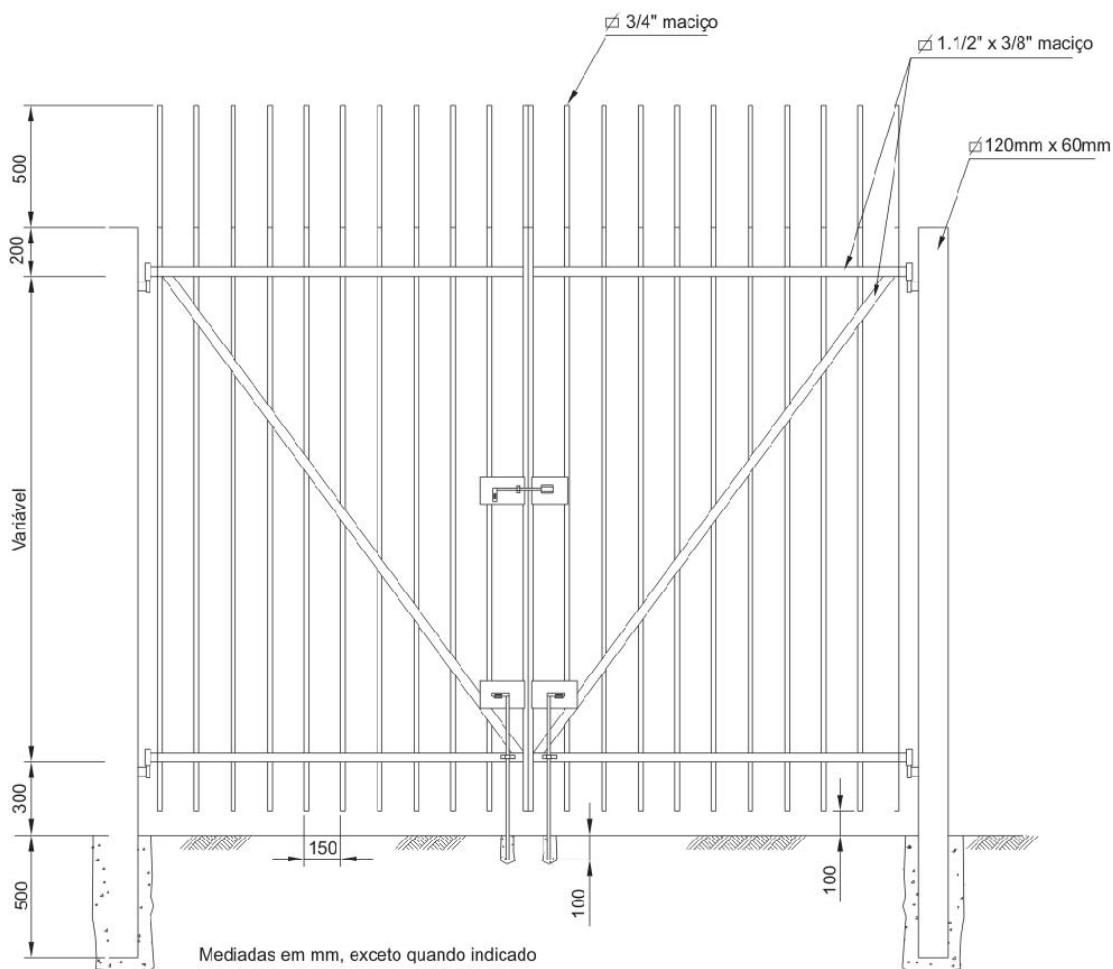 ⌷ 3/4" maciço
⌷ 1.1/2" x 3/8" maciço
⌷ 120mm x 60mm
500
200
Variável
300
500
150
100
100
Mediadas em mm, exceto quando indicado